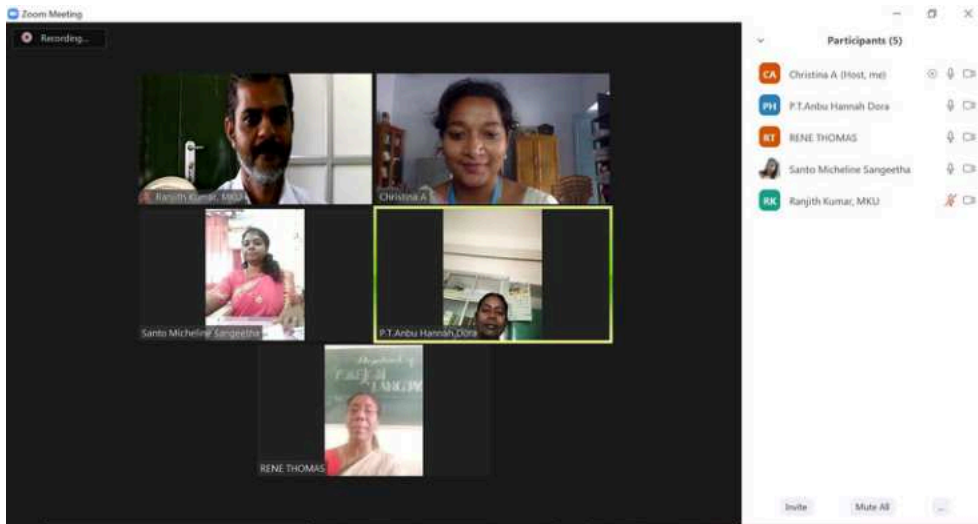 Zoom Meeting
Recording...
Participants (5)
Ranjith Kumar, MKU
Christina A
Santo Micheline Sangeetha
P.T.Anbu Hannah Dora
RENE THOMAS
CA Christina A (Host, me)
PH P.T.Anbu Hannah Dora
RT RENE THOMAS
Santo Micheline Sangeetha
RK Ranjith Kumar, MKU
Invite Mute All ...